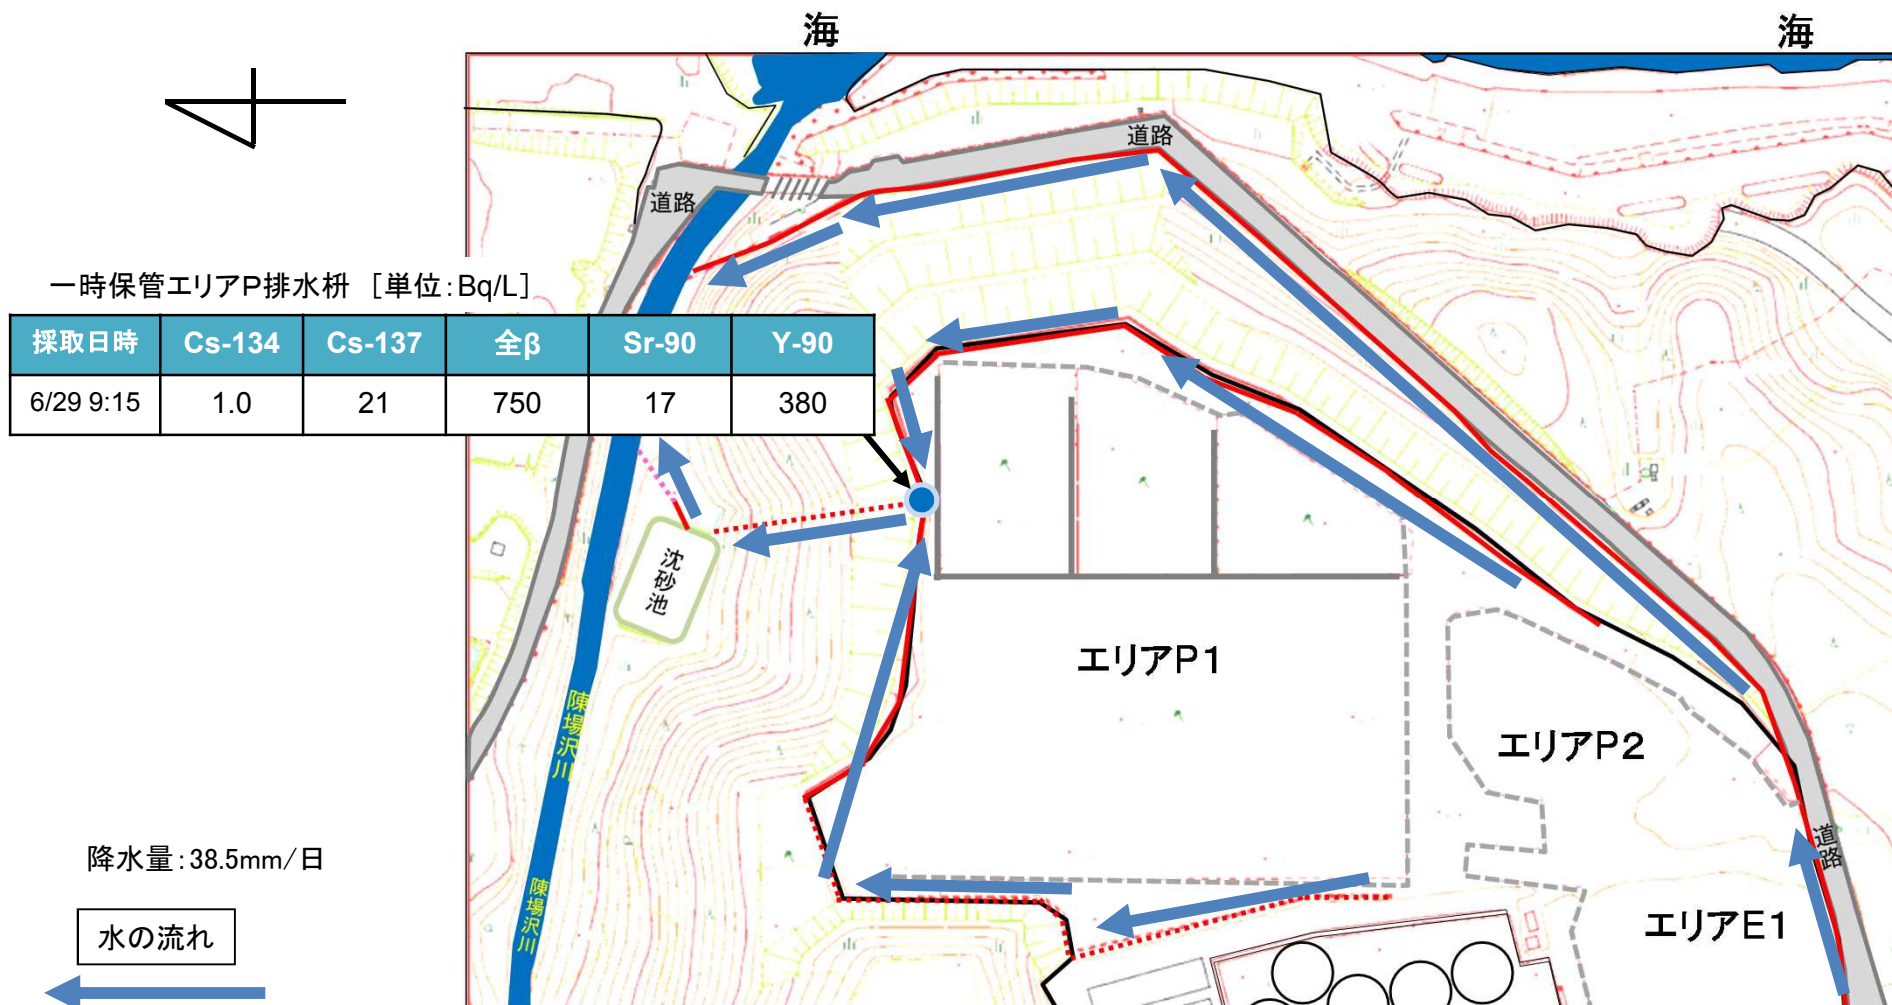 海
海
道路
道路
一時保管エリアP排水枡 [単位:Bq/L]
採取日時 Cs-134 Cs-137 全β Sr-90 Y-90
6/29 9:15 1.0 21 750 17 380
沈砂池
エリアP1
エリアP2
陳場沢川
道路
降水量:38.5mm/日
陳場沢川
エリアE1
水の流れ